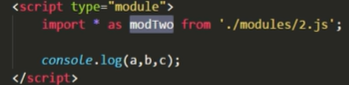 <script type="module">
import * as modTwo from './modules/2.js';
console.log(a,b,c);
</script>